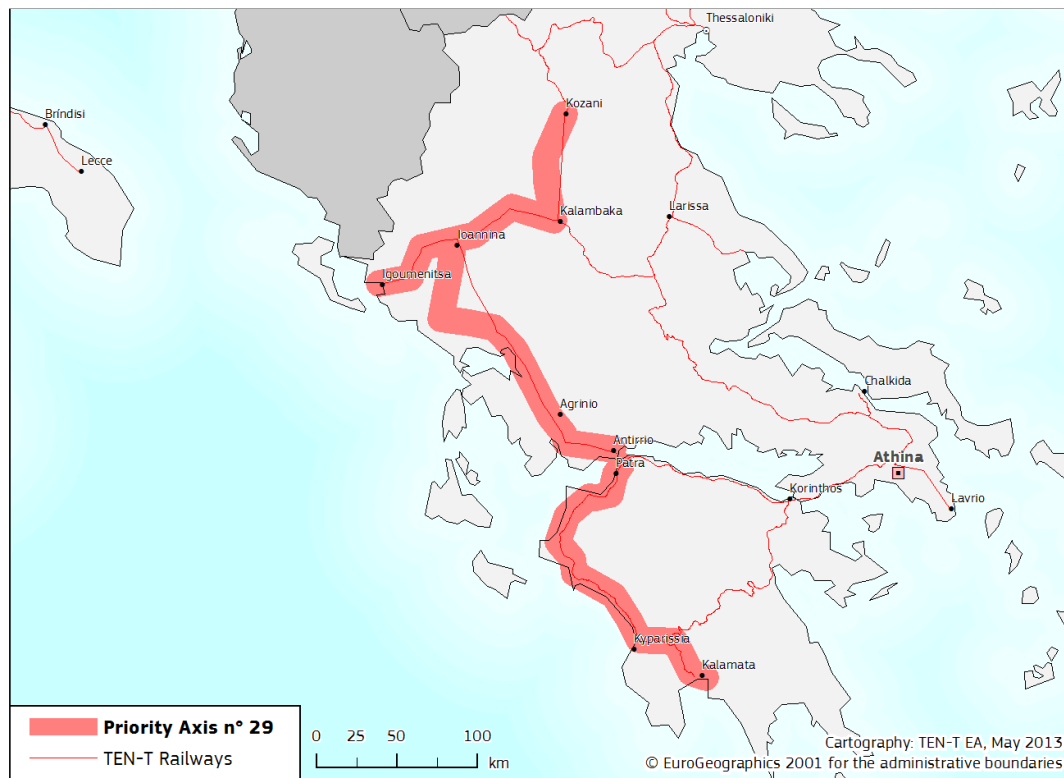 Thessaloniki
Kozani
Bríndisi
Lecce
Kalambaka
Larissa
Ioannina
Igoumenitsa
Chalkida
Agrinio
Antirrio
Athina
Patra
Korinthos
Lavrio
Kyparissia
Kalamata
Priority Axis n° 29
TEN-T Railways
0 25 50 100
km
Cartography: TEN-T EA, May 2013
© EuroGeographics 2001 for the administrative boundaries